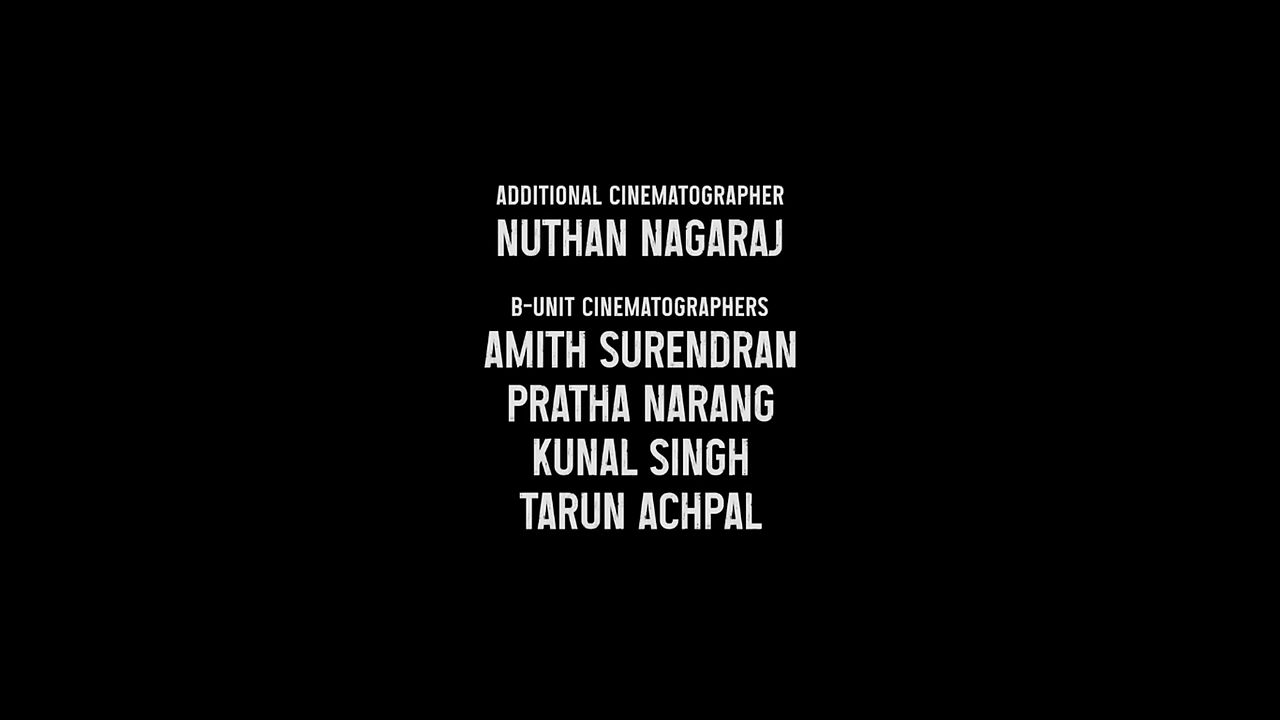 ADDITIONAL CINEMATOGRAPHER
NUTHAN NAGARAJ
B-UNIT CINEMATOGRAPHERS
AMITH SURENDRAN
PRATHA NARANG
KUNAL SINGH
TARUN ACHPAL